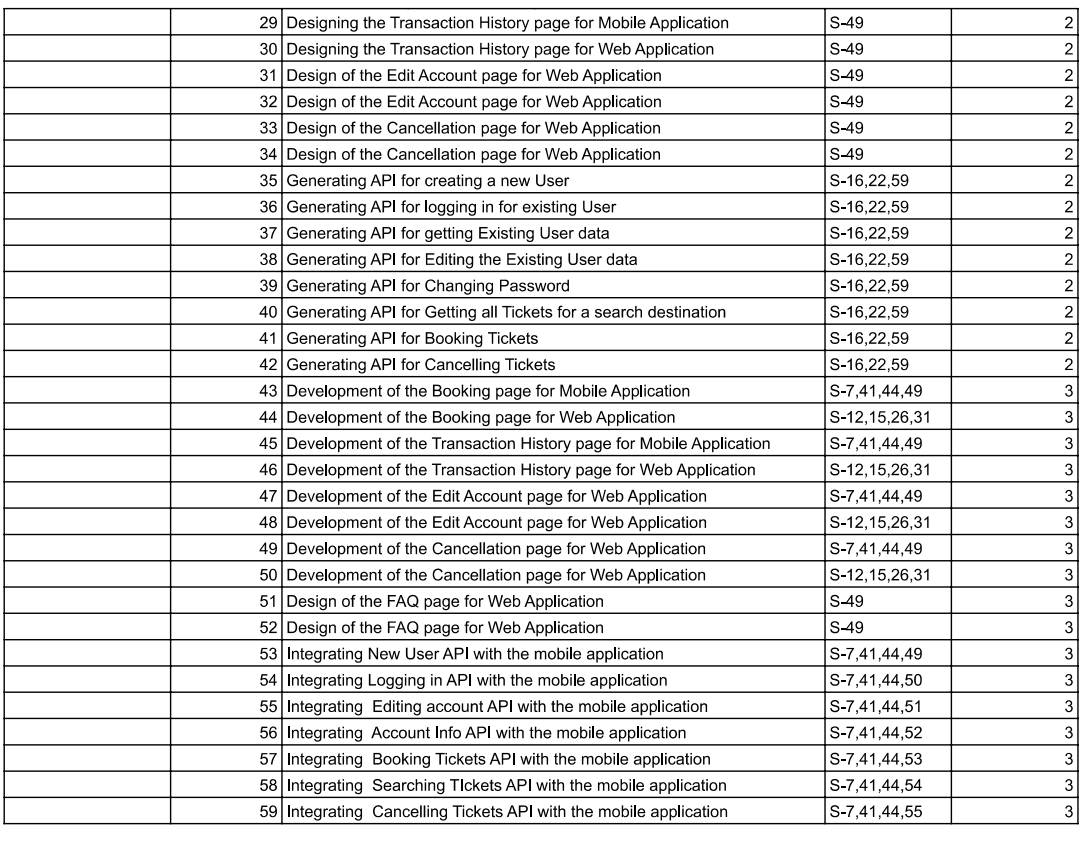 29 Designing the Transaction History page for Mobile Application S-49 2
30 Designing the Transaction History page for Web Application S-49 2
31 Design of the Edit Account page for Web Application S-49 2
32 Design of the Edit Account page for Web Application S-49 2
33 Design of the Cancellation page for Web Application S-49 2
34 Design of the Cancellation page for Web Application S-49 2
35 Generating API for creating a new User S-16,22,59 2
36 Generating API for logging in for existing User S-16,22,59 2
37 Generating API for getting Existing User data S-16,22,59 2
38 Generating API for Editing the Existing User data S-16,22,59 2
39 Generating API for Changing Password S-16,22,59 2
40 Generating API for Getting all Tickets for a search destination S-16,22,59 2
41 Generating API for Booking Tickets S-16,22,59 2
42 Generating API for Cancelling Tickets S-16,22,59 2
43 Development of the Booking page for Mobile Application S-7,41,44,49 3
44 Development of the Booking page for Web Application S-12,15,26,31 3
45 Development of the Transaction History page for Mobile Application S-7,41,44,49 3
46 Development of the Transaction History page for Web Application S-12,15,26,31 3
47 Development of the Edit Account page for Web Application S-7,41,44,49 3
48 Development of the Edit Account page for Web Application S-12,15,26,31 3
49 Development of the Cancellation page for Web Application S-7,41,44,49 3
50 Development of the Cancellation page for Web Application S-12,15,26,31 3
51 Design of the FAQ page for Web Application S-49 3
52 Design of the FAQ page for Web Application S-49 3
53 Integrating New User API with the mobile application S-7,41,44,49 3
54 Integrating Logging in API with the mobile application S-7,41,44,50 3
55 Integrating  Editing account API with the mobile application S-7,41,44,51 3
56 Integrating  Account Info API with the mobile application S-7,41,44,52 3
57 Integrating  Booking Tickets API with the mobile application S-7,41,44,53 3
58 Integrating  Searching TIckets API with the mobile application S-7,41,44,54 3
59 Integrating  Cancelling Tickets API with the mobile application S-7,41,44,55 3